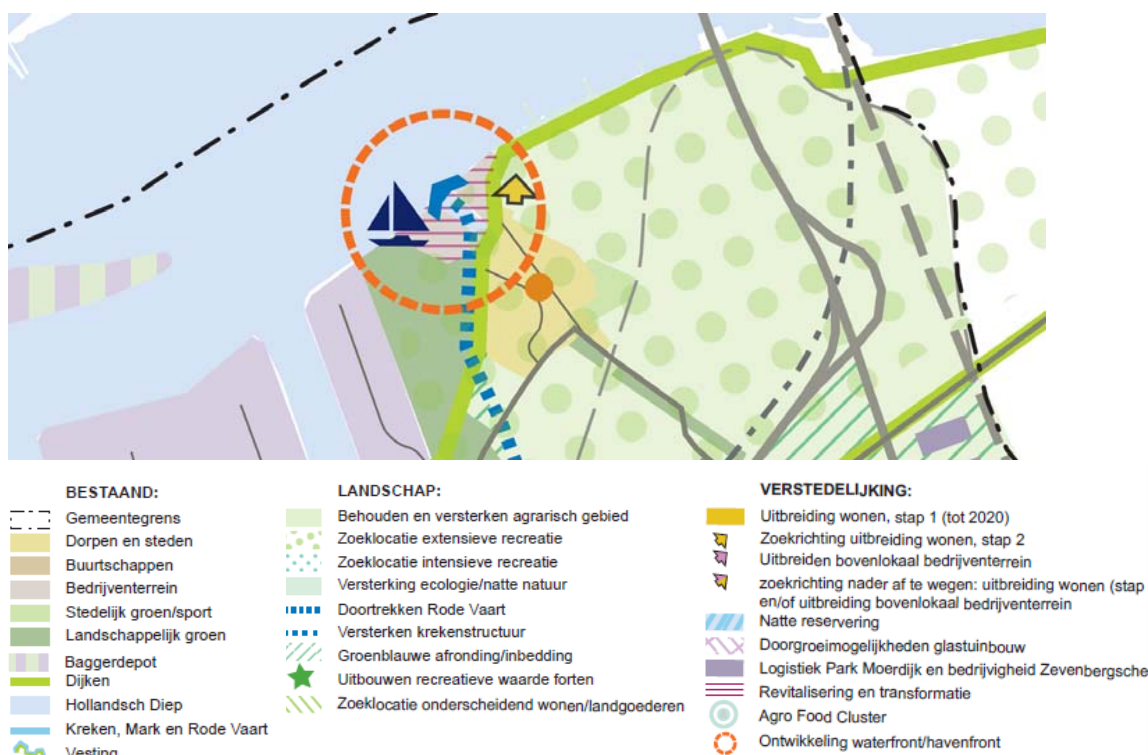 BESTAAND:
Gemeentegrens
Dorpen en steden
Buurtschappen
Bedrijventerrein
Stedelijk groen/sport
Landschappelijk groen
Baggerdepot
Dijken
Hollandsch Diep
Kreken, Mark en Rode Vaart
Vesting
LANDSCHAP:
Behouden en versterken agrarisch gebied
Zoeklocatie extensieve recreatie
Zoeklocatie intensieve recreatie
Versterking ecologie/natte natuur
Doortrekken Rode Vaart
Versterken krekenstructuur
Groenblauwe afronding/inbedding
Uitbouwen recreatieve waarde forten
Zoeklocatie onderscheidend wonen/landgoederen
VERSTEDELIJKING:
Uitbreiding wonen, stap 1 (tot 2020)
Zoekrichting uitbreiding wonen, stap 2
Uitbreiden bovenlokaal bedrijventerrein
zoekrichting nader af te wegen: uitbreiding wonen (stap
en/of uitbreiding bovenlokaal bedrijventerrein
Natte reservering
Doorgroeimogelijkheden glastuinbouw
Logistiek Park Moerdijk en bedrijvigheid Zevenbergsche
Revitalisering en transformatie
Agro Food Cluster
Ontwikkeling waterfront/havenfront